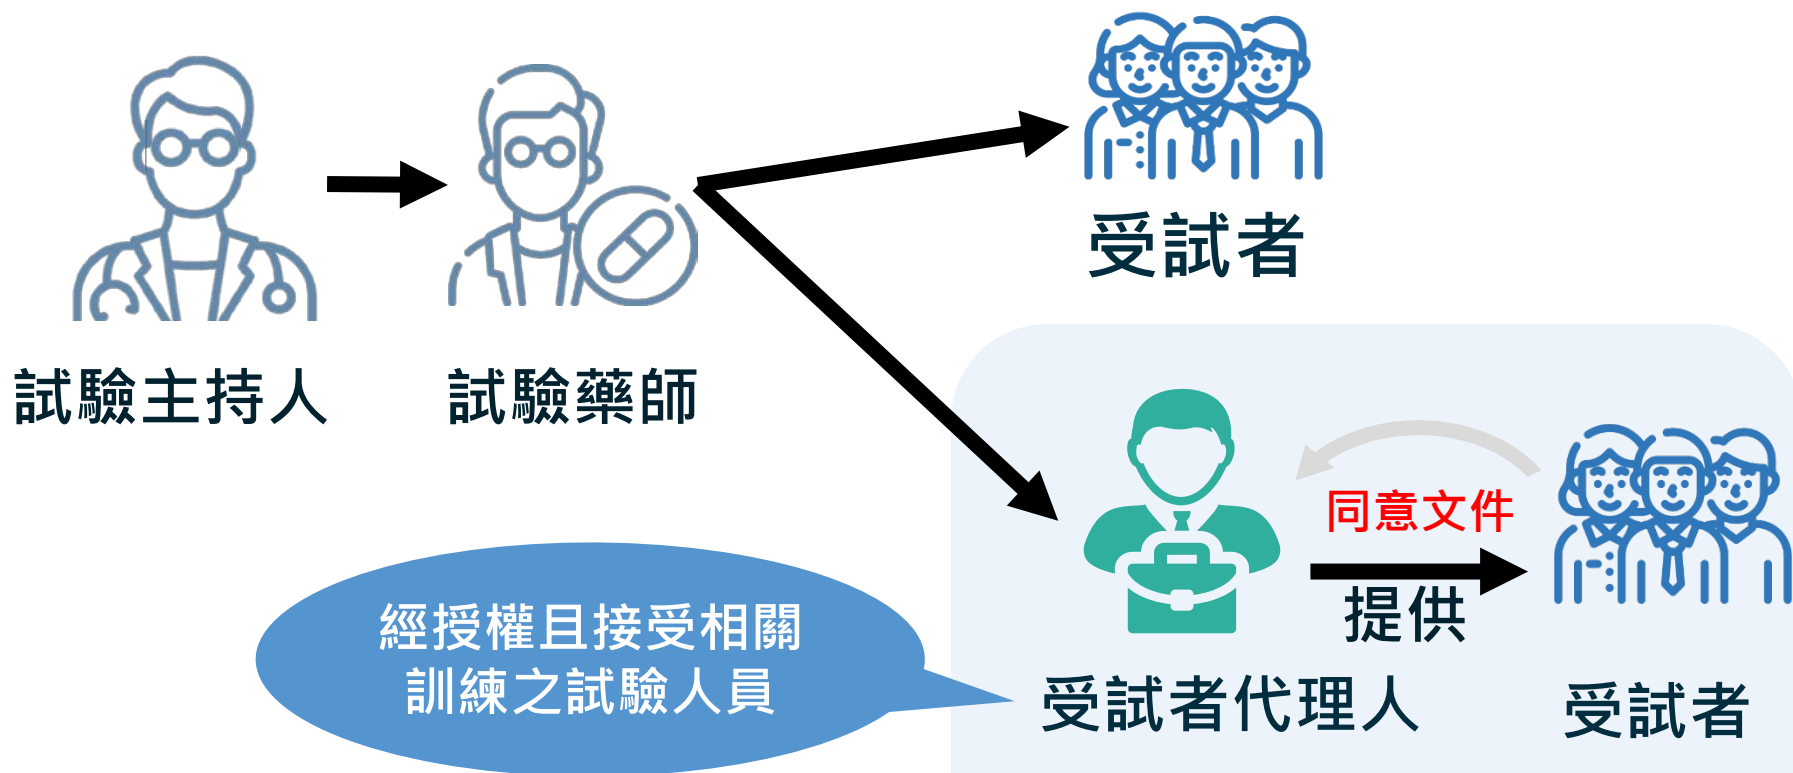 受試者
試驗主持人
試驗藥師
同意文件
提供
經授權且接受相關
訓練之試驗人員
受試者代理人
受試者